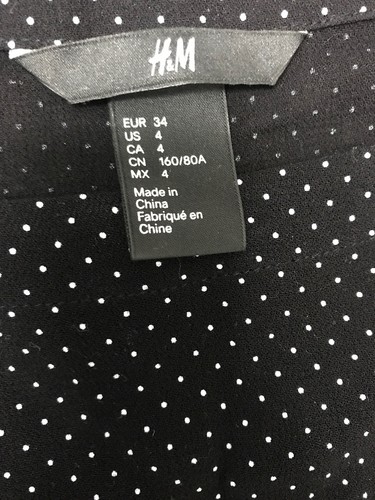 H&M
EUR 34
US 4
CA 4
CN 160/80A
MX 4
Made in
China
Fabriqué en
Chine